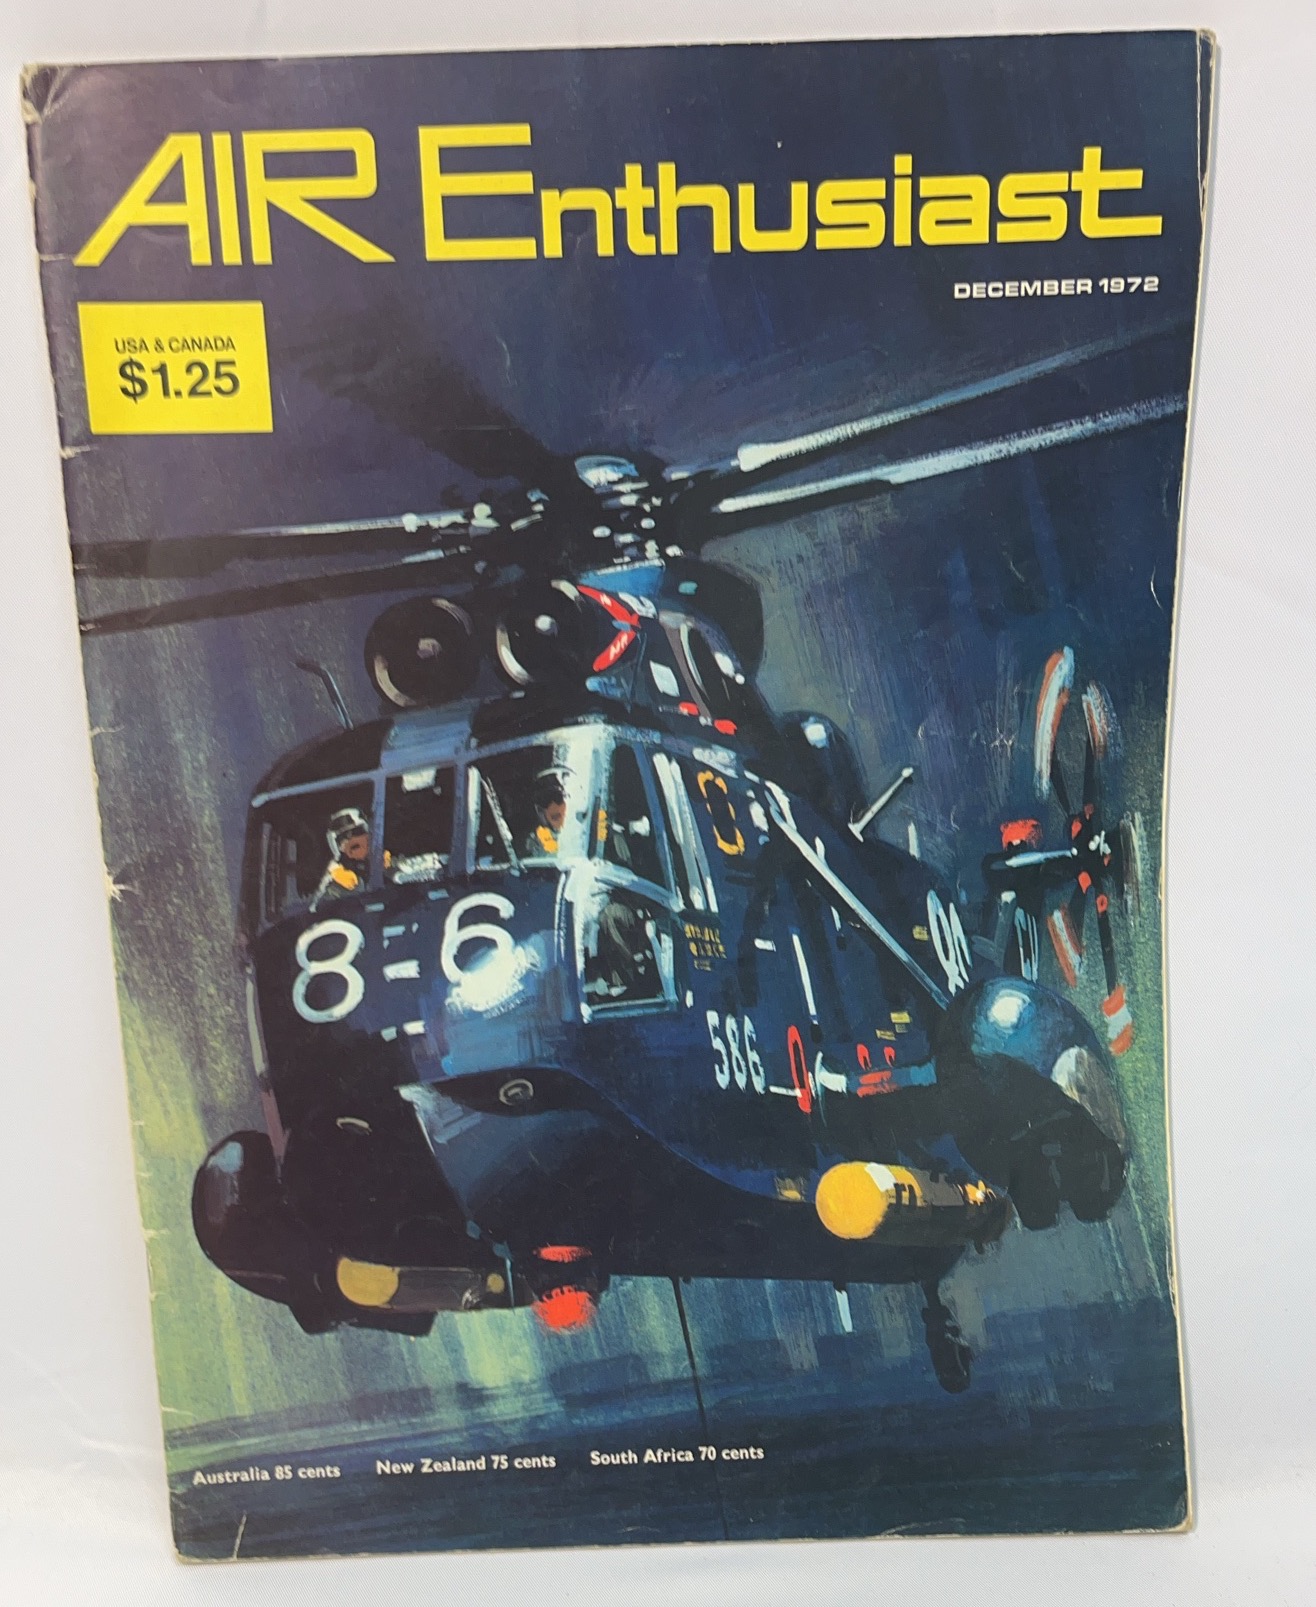 AIR Enthusiast
DECEMBER 1972
USA & CANADA
$1.25
8 6
586
CU
Australia 85 cents New Zealand 75 cents South Africa 70 cents